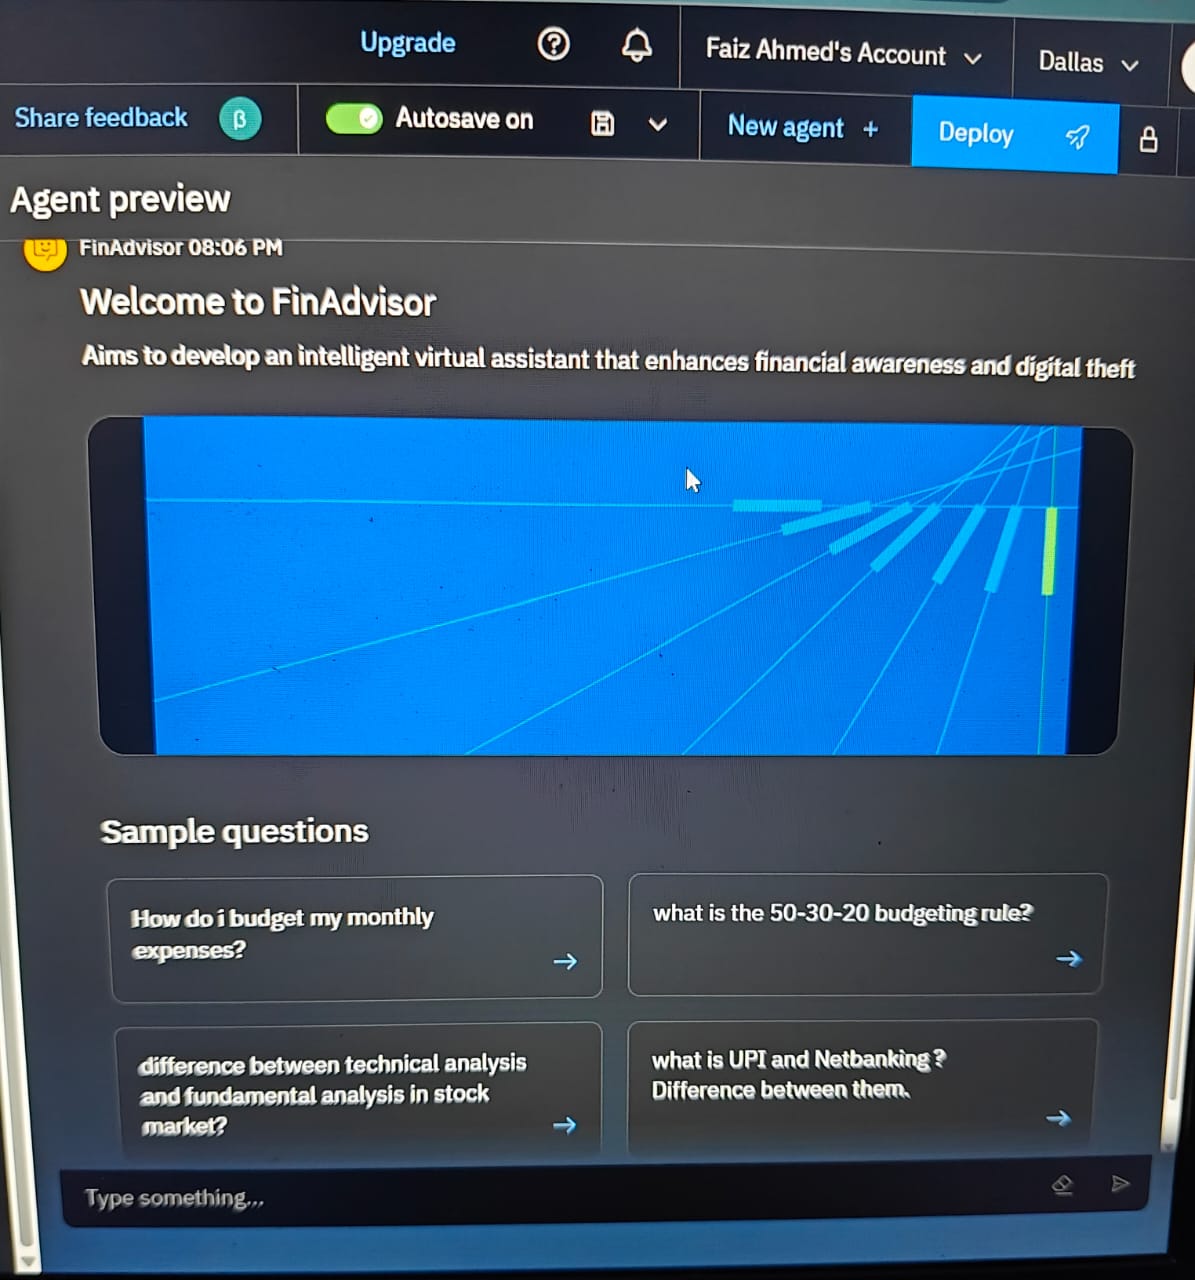 Upgrade
Faiz Ahmed's Account
Dallas
Share feedback
β
Autosave on
New agent +
Deploy
Agent preview
FinAdvisor 08:06 PM
Welcome to FinAdvisor
Aims to develop an intelligent virtual assistant that enhances financial awareness and digital theft
Sample questions
How do i budget my monthly
expenses?
what is the 50-30-20 budgeting rule?
difference between technical analysis
and fundamental analysis in stock
market?
what is UPI and Netbanking ?
Difference between them.
Type something...